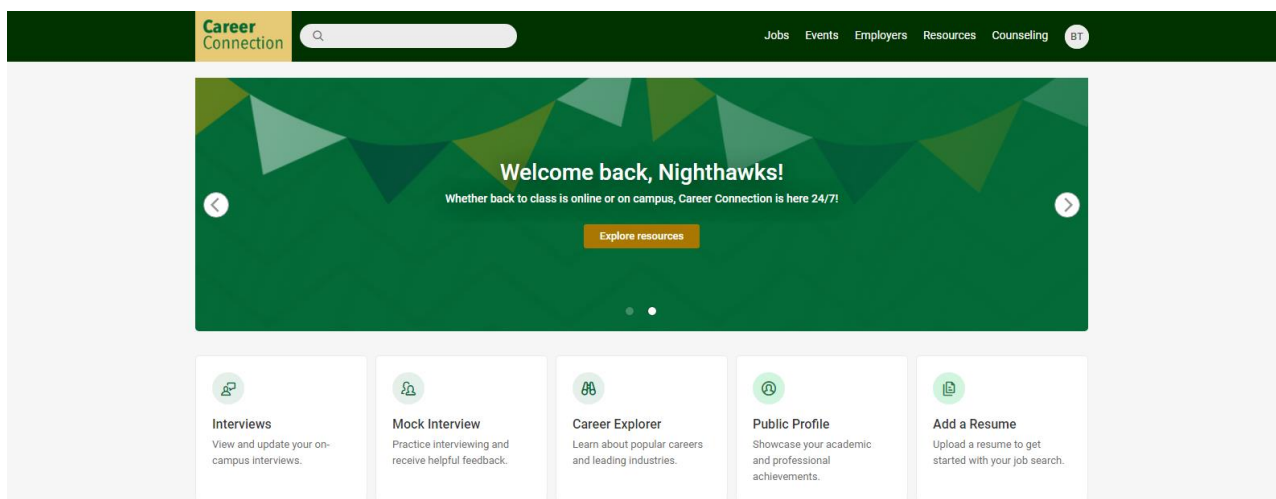 Career
Connection
Jobs Events Employers Resources Counseling BT
Welcome back, Nighthawks!
Whether back to class is online or on campus, Career Connection is here 24/7!
Explore resources
Interviews
View and update your on-
campus interviews.
Mock Interview
Practice interviewing and
receive helpful feedback.
Career Explorer
Learn about popular careers
and leading industries.
Public Profile
Showcase your academic
and professional
achievements.
Add a Resume
Upload a resume to get
started with your job search.